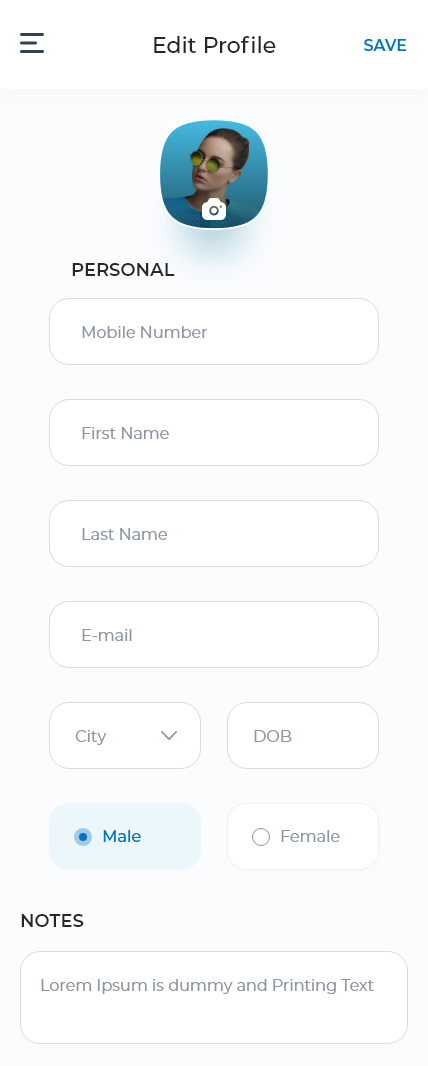 Edit Profile
SAVE
PERSONAL
Mobile Number
First Name
Last Name
E-mail
City
DOB
Male
Female
NOTES
Lorem Ipsum is dummy and Printing Text